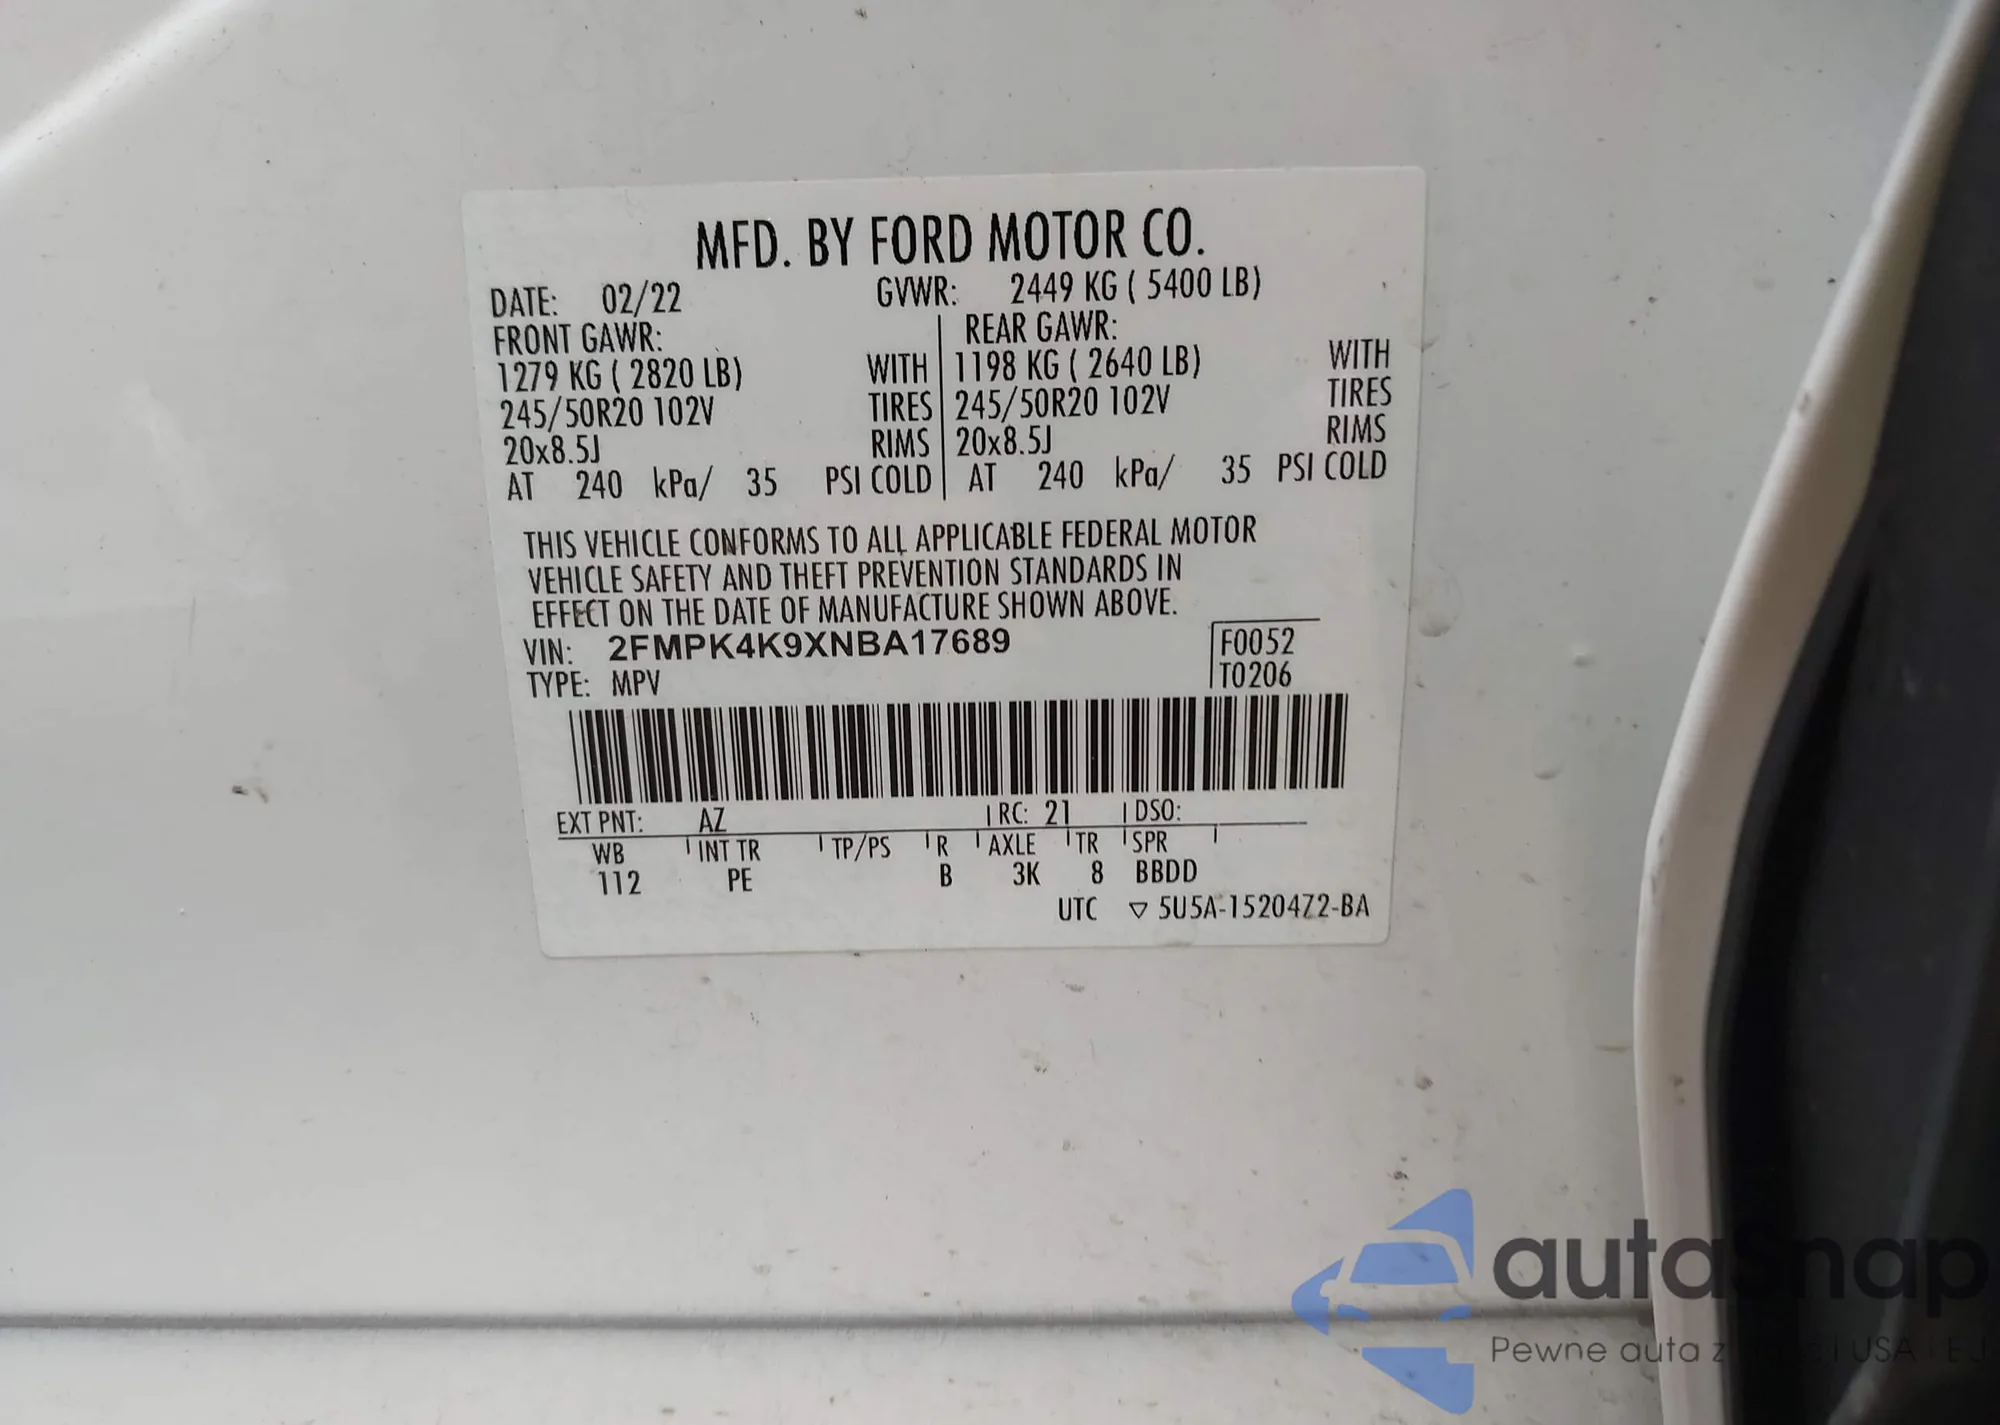 MFD. BY FORD MOTOR CO.
DATE: 02/22 GVWR: 2449 KG ( 5400 LB)
FRONT GAWR: REAR GAWR:
1279 KG ( 2820 LB) WITH 1198 KG ( 2640 LB) WITH
245/50R20 102V TIRES 245/50R20 102V TIRES
20x8.5J RIMS 20x8.5J RIMS
AT 240 kPa/ 35 PSI COLD AT 240 kPa/ 35 PSI COLD
THIS VEHICLE CONFORMS TO ALL APPLICABLE FEDERAL MOTOR
VEHICLE SAFETY AND THEFT PREVENTION STANDARDS IN
EFFECT ON THE DATE OF MANUFACTURE SHOWN ABOVE.
VIN: 2FMPK4K9XNBA17689 F0052
TYPE: MPV T0206
EXT PNT: AZ RC: 21 DSO:
WB INT TR TP/PS R AXLE TR SPR
112 PE B 3K 8 BBDD
UTC ▽ 5U5A-1520472-BA
autaSnap
Pewne auta z USA i